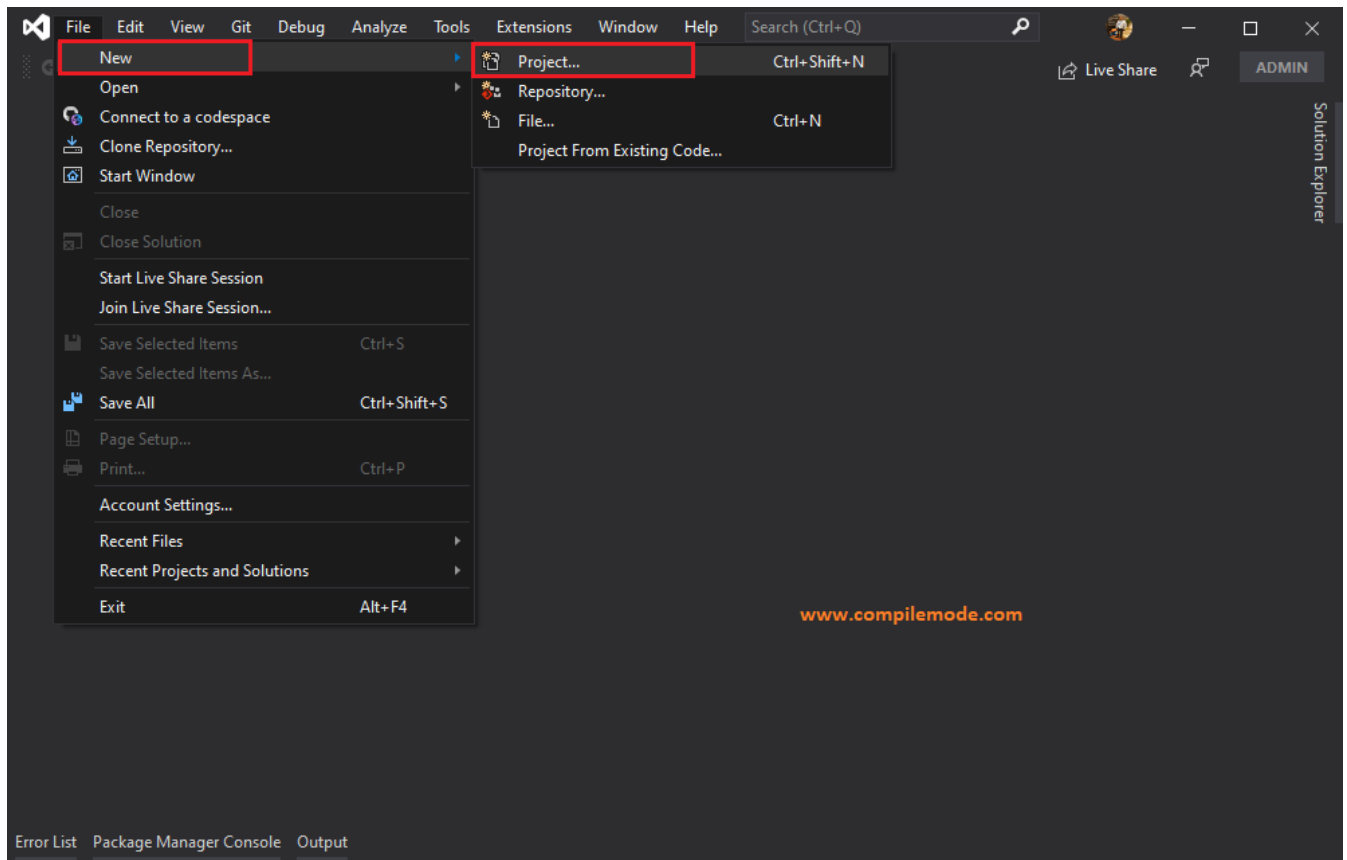 File Edit View Git Debug Analyze Tools Extensions Window Help Search (Ctrl+Q)
Live Share ADMIN
New
Open
Connect to a codespace
Clone Repository...
Start Window
Close
Close Solution
Start Live Share Session
Join Live Share Session...
Save Selected Items Ctrl+S
Save Selected Items As...
Save All Ctrl+Shift+S
Page Setup...
Print... Ctrl+P
Account Settings...
Recent Files
Recent Projects and Solutions
Exit Alt+F4
Project... Ctrl+Shift+N
Repository...
File... Ctrl+N
Project From Existing Code...
Solution Explorer
www.compilemode.com
Error List Package Manager Console Output